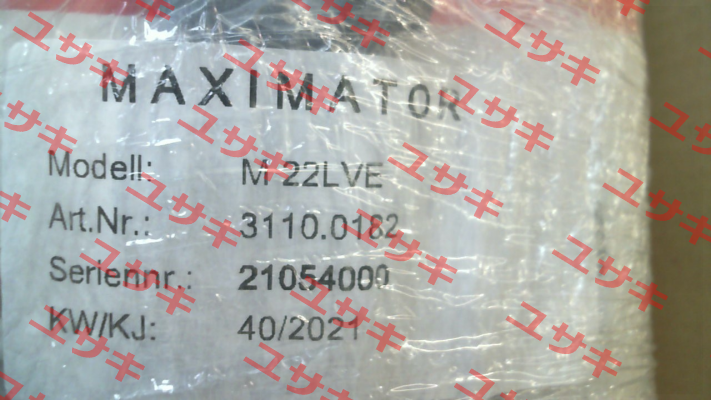 MAXIMATOR
Modell: M 22LVE
Art.Nr.: 3110.0182
Seriennr.: 21054000
KW/KJ: 40/2021
ユサキ